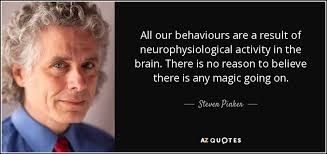 All our behaviours are a result of
neurophysiological activity in the
brain. There is no reason to believe
there is any magic going on.
Steven Pinker
AZ QUOTES